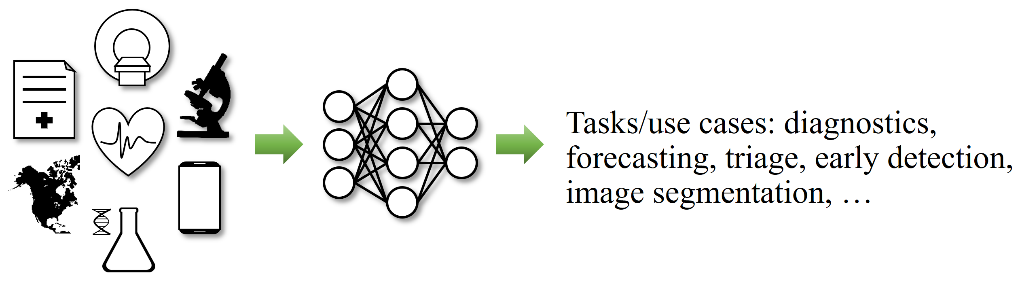 Tasks/use cases: diagnostics,
forecasting, triage, early detection,
image segmentation, …